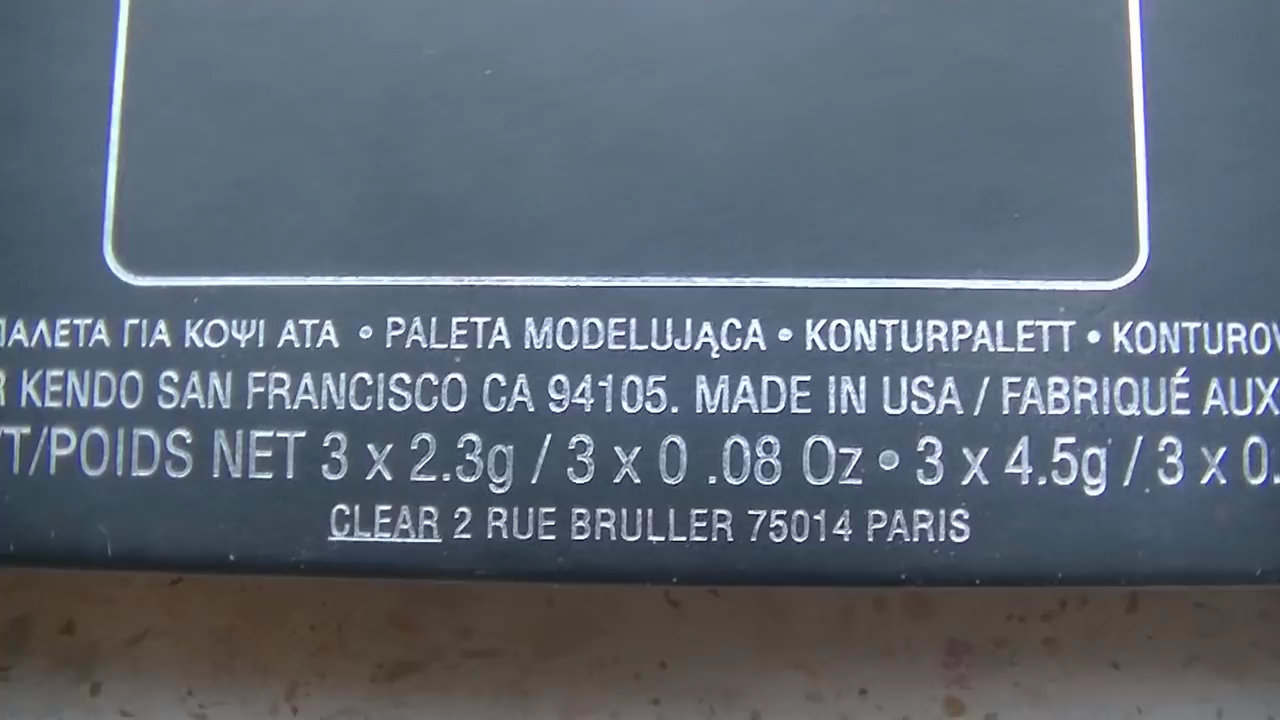 ΠΑΛΕΤΑ ΓΙΑ ΚΟΨΙ ΑΤΑ • PALETA MODELUJĄCA • KONTURPALETT • KONTUROV
R KENDO SAN FRANCISCO CA 94105. MADE IN USA / FABRIQUÉ AUX
T/POIDS NET 3 x 2.3g / 3 x 0 .08 Oz • 3 x 4.5g / 3 x 0.
CLEAR 2 RUE BRULLER 75014 PARIS